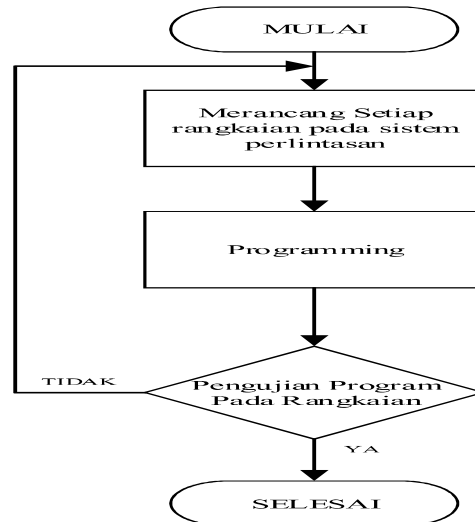 MULAI
Merancang Setiap
rangkaian pada sistem
perlintasan
Programming
Pengujian Program
Pada Rangkaian
TIDAK
YA
SELESAI